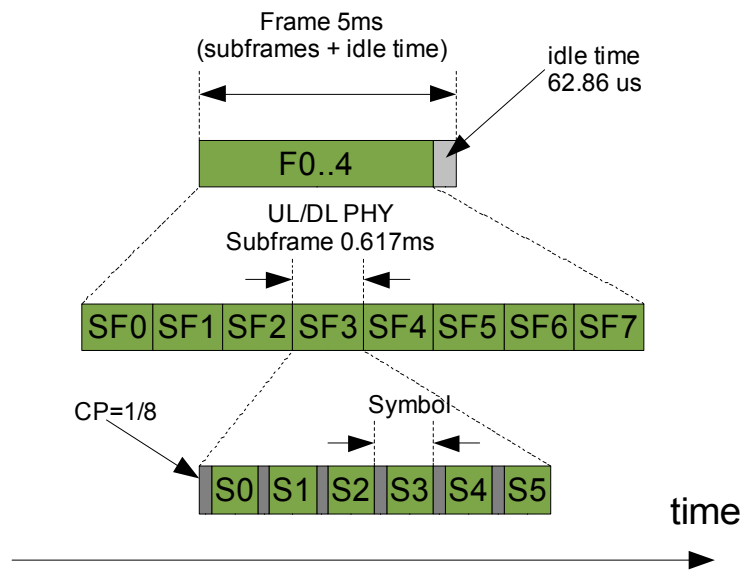 Frame 5ms
(subframes + idle time)
idle time
62.86 us
F0..4
UL/DL PHY
Subframe 0.617ms
SF0 SF1 SF2 SF3 SF4 SF5 SF6 SF7
CP=1/8
Symbol
S0 S1 S2 S3 S4 S5
time